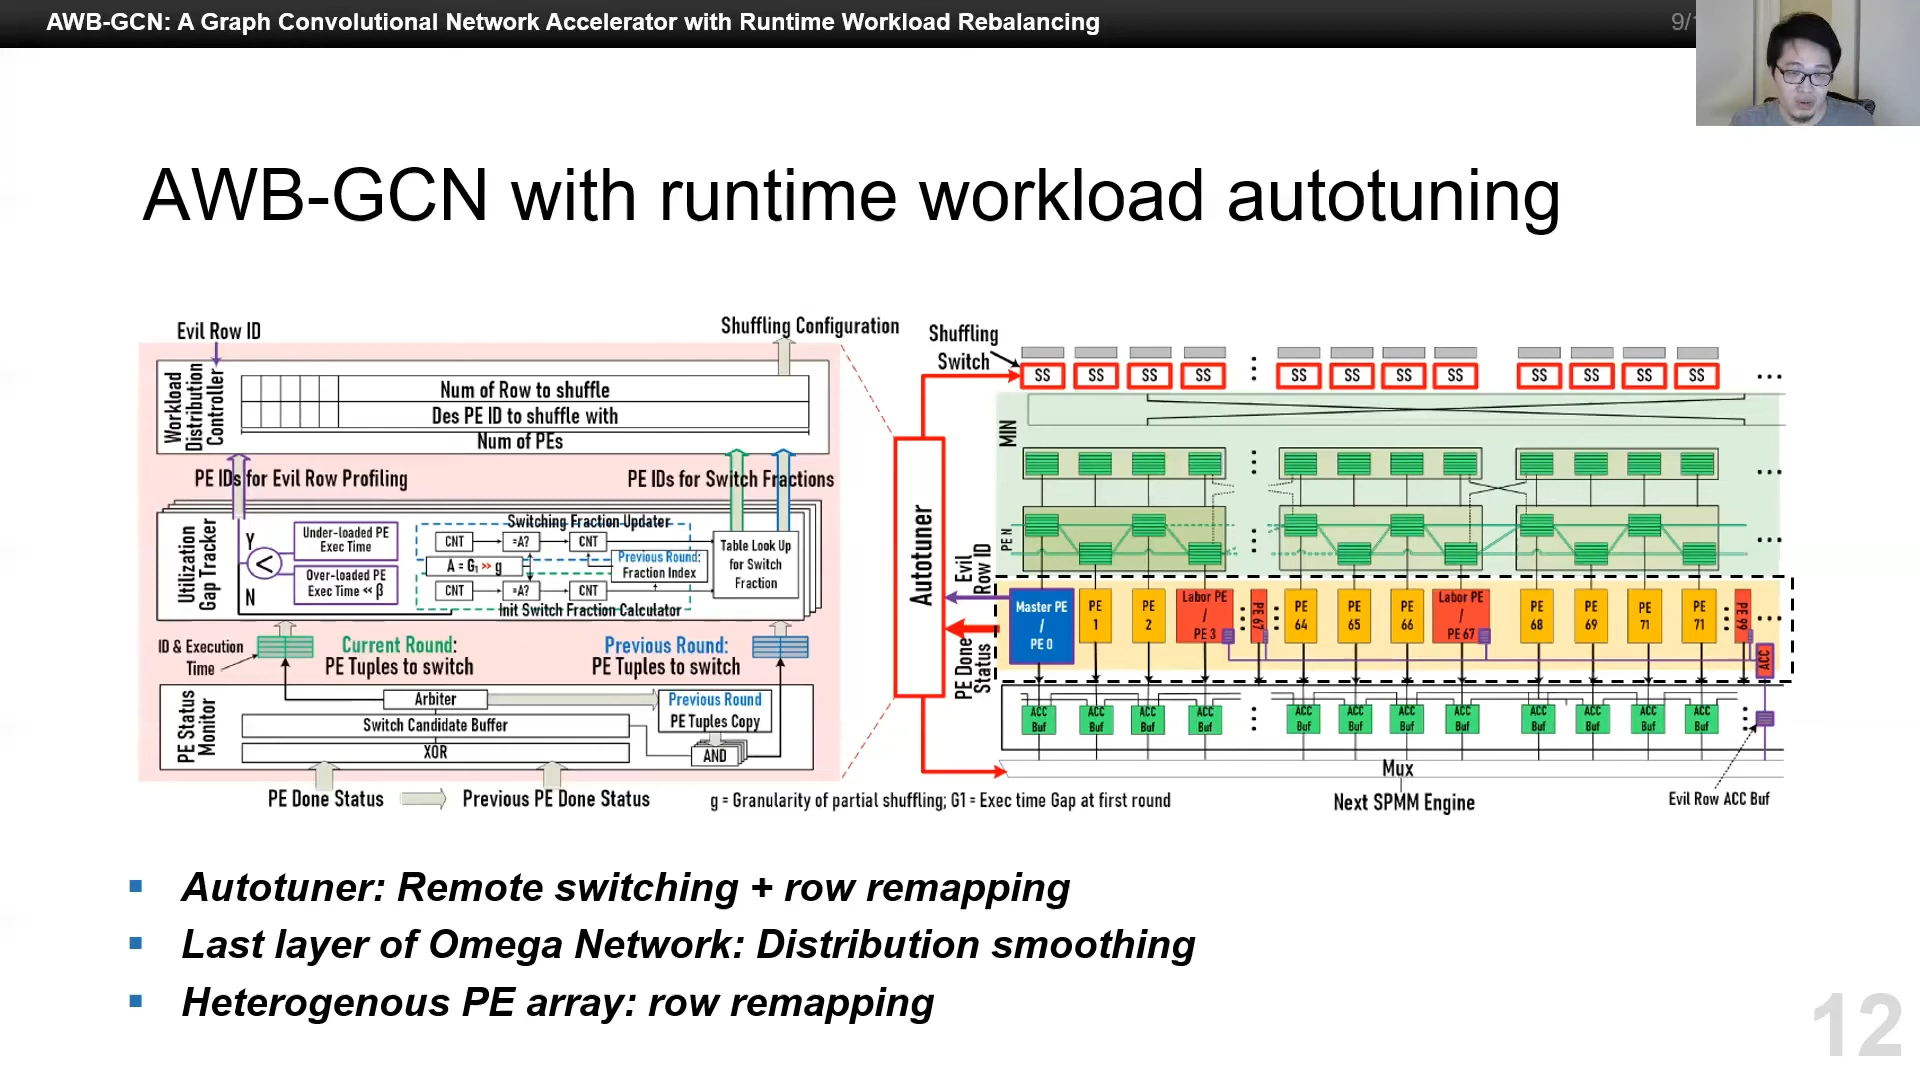 AWB-GCN: A Graph Convolutional Network Accelerator with Runtime Workload Rebalancing
9/
AWB-GCN with runtime workload autotuning
Evil Row ID
Shuffling Configuration
Workload Distribution Controller
Num of Row to shuffle
Des PE ID to shuffle with
Num of PEs
PE IDs for Evil Row Profiling
PE IDs for Switch Fractions
Utilization Gap Tracker
Y
<
N
Under-loaded PE
Exec Time
Over-loaded PE
Exec Time << β
Switching Fraction Updater
CNT =A? CNT
A = G₁ >> g
Previous Round:
Fraction Index
CNT =A? CNT
Init Switch Fraction Calculator
Table Look Up
for Switch
Fraction
ID & Execution
Time
Current Round:
PE Tuples to switch
Previous Round:
PE Tuples to switch
PE Status Monitor
Arbiter
Switch Candidate Buffer
XOR
Previous Round
PE Tuples Copy
AND
PE Done Status
Previous PE Done Status
g = Granularity of partial shuffling; G1 = Exec time Gap at first round
Shuffling
Switch
SS SS SS SS SS SS SS SS SS SS SS SS
MIN
PE N
Autotuner
Evil Row ID
PE Done Status
Master PE
/
PE 0
PE
1
PE
2
Labor PE
/
PE 3
PE 67
PE
64
PE
65
PE
66
Labor PE
/
PE 67
PE
68
PE
69
PE
71
PE
71
PE 99
ACC
ACC
Buf
ACC
Buf
ACC
Buf
ACC
Buf
ACC
Buf
ACC
Buf
ACC
Buf
ACC
Buf
ACC
Buf
ACC
Buf
ACC
Buf
ACC
Buf
Mux
Next SPMM Engine
Evil Row ACC Buf
▪ Autotuner: Remote switching + row remapping
▪ Last layer of Omega Network: Distribution smoothing
▪ Heterogenous PE array: row remapping
12